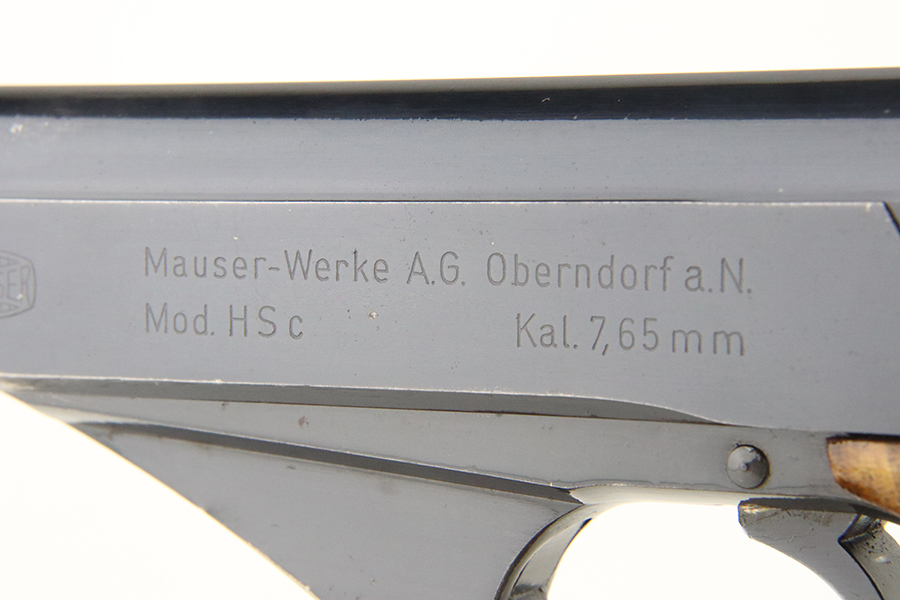 Mauser-Werke A.G. Oberndorf a.N.
Mod. HSc Kal. 7,65 mm